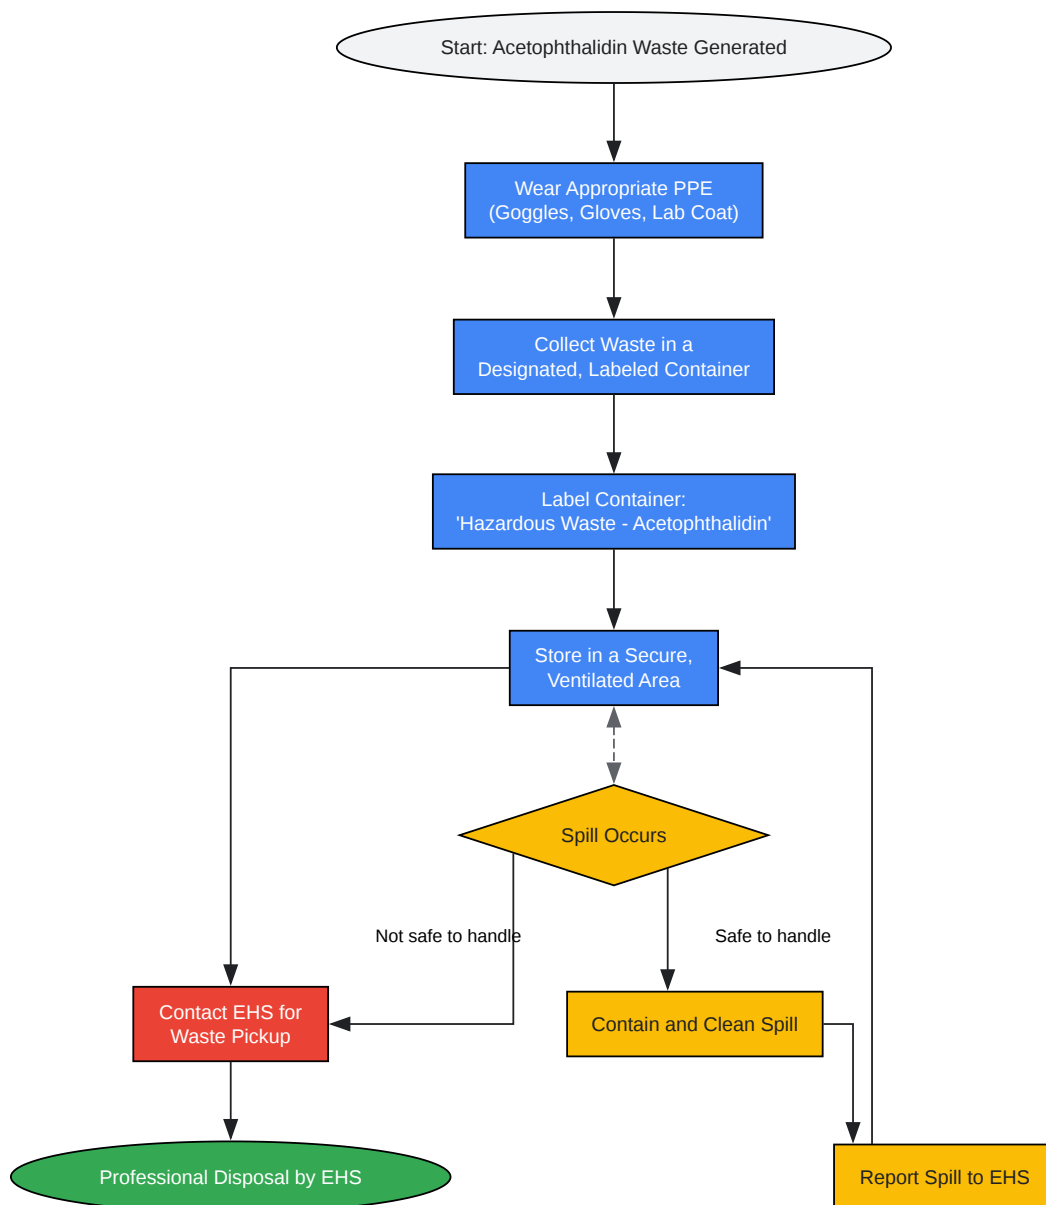 Start: Acetophthalidin Waste Generated
Wear Appropriate PPE
(Goggles, Gloves, Lab Coat)
Collect Waste in a
Designated, Labeled Container
Label Container:
'Hazardous Waste - Acetophthalidin'
Store in a Secure,
Ventilated Area
Spill Occurs
Not safe to handle
Safe to handle
Contact EHS for
Waste Pickup
Contain and Clean Spill
Professional Disposal by EHS
Report Spill to EHS